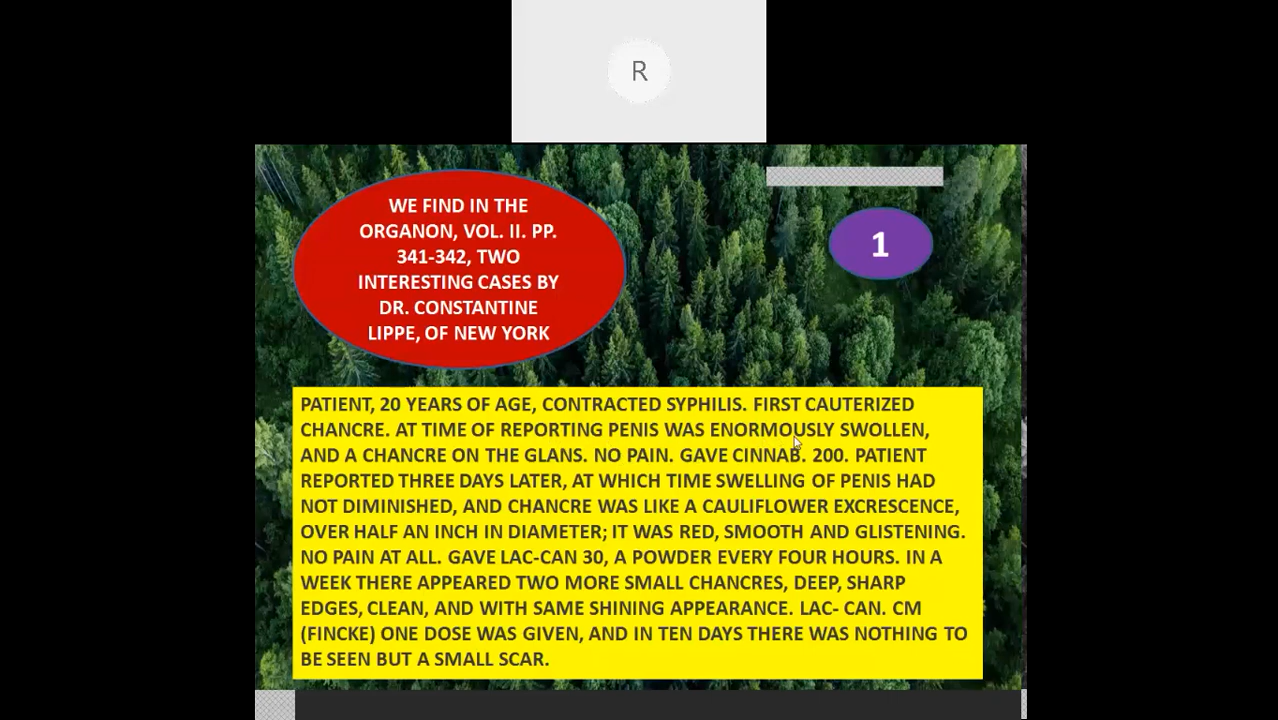 R
WE FIND IN THE
ORGANON, VOL. II. PP.
341-342, TWO
INTERESTING CASES BY
DR. CONSTANTINE
LIPPE, OF NEW YORK
1
PATIENT, 20 YEARS OF AGE, CONTRACTED SYPHILIS. FIRST CAUTERIZED
CHANCRE. AT TIME OF REPORTING PENIS WAS ENORMOUSLY SWOLLEN,
AND A CHANCRE ON THE GLANS. NO PAIN. GAVE CINNAB. 200. PATIENT
REPORTED THREE DAYS LATER, AT WHICH TIME SWELLING OF PENIS HAD
NOT DIMINISHED, AND CHANCRE WAS LIKE A CAULIFLOWER EXCRESCENCE,
OVER HALF AN INCH IN DIAMETER; IT WAS RED, SMOOTH AND GLISTENING.
NO PAIN AT ALL. GAVE LAC-CAN 30, A POWDER EVERY FOUR HOURS. IN A
WEEK THERE APPEARED TWO MORE SMALL CHANCRES, DEEP, SHARP
EDGES, CLEAN, AND WITH SAME SHINING APPEARANCE. LAC- CAN. CM
(FINCKE) ONE DOSE WAS GIVEN, AND IN TEN DAYS THERE WAS NOTHING TO
BE SEEN BUT A SMALL SCAR.